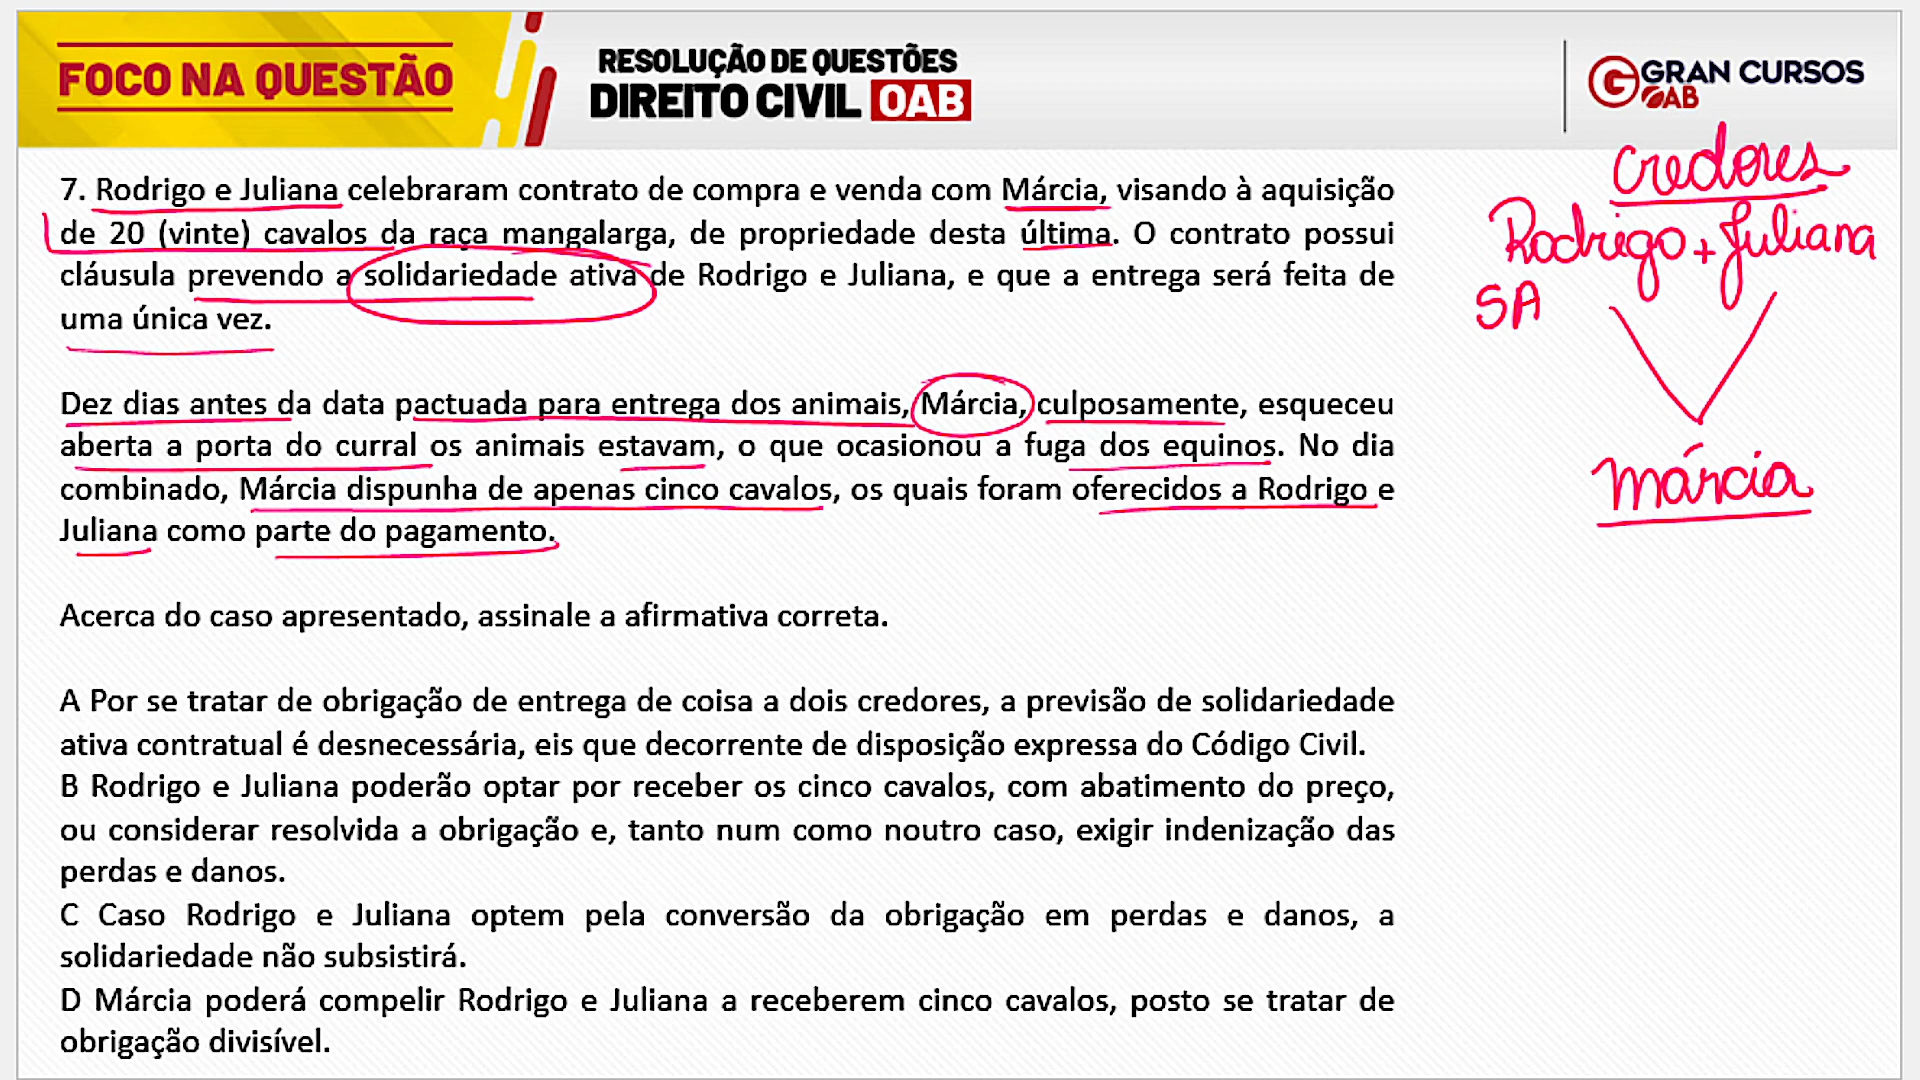 FOCO NA QUESTÃO
RESOLUÇÃO DE QUESTÕES
DIREITO CIVIL OAB
GRAN CURSOS
OAB
credores
Rodrigo + Juliana
SA
Márcia
7. Rodrigo e Juliana celebraram contrato de compra e venda com Márcia, visando à aquisição
de 20 (vinte) cavalos da raça mangalarga, de propriedade desta última. O contrato possui
cláusula prevendo a solidariedade ativa de Rodrigo e Juliana, e que a entrega será feita de
uma única vez.
Dez dias antes da data pactuada para entrega dos animais, Márcia, culposamente, esqueceu
aberta a porta do curral os animais estavam, o que ocasionou a fuga dos equinos. No dia
combinado, Márcia dispunha de apenas cinco cavalos, os quais foram oferecidos a Rodrigo e
Juliana como parte do pagamento.
Acerca do caso apresentado, assinale a afirmativa correta.
A Por se tratar de obrigação de entrega de coisa a dois credores, a previsão de solidariedade
ativa contratual é desnecessária, eis que decorrente de disposição expressa do Código Civil.
B Rodrigo e Juliana poderão optar por receber os cinco cavalos, com abatimento do preço,
ou considerar resolvida a obrigação e, tanto num como noutro caso, exigir indenização das
perdas e danos.
C Caso Rodrigo e Juliana optem pela conversão da obrigação em perdas e danos, a
solidariedade não subsistirá.
D Márcia poderá compelir Rodrigo e Juliana a receberem cinco cavalos, posto se tratar de
obrigação divisível.